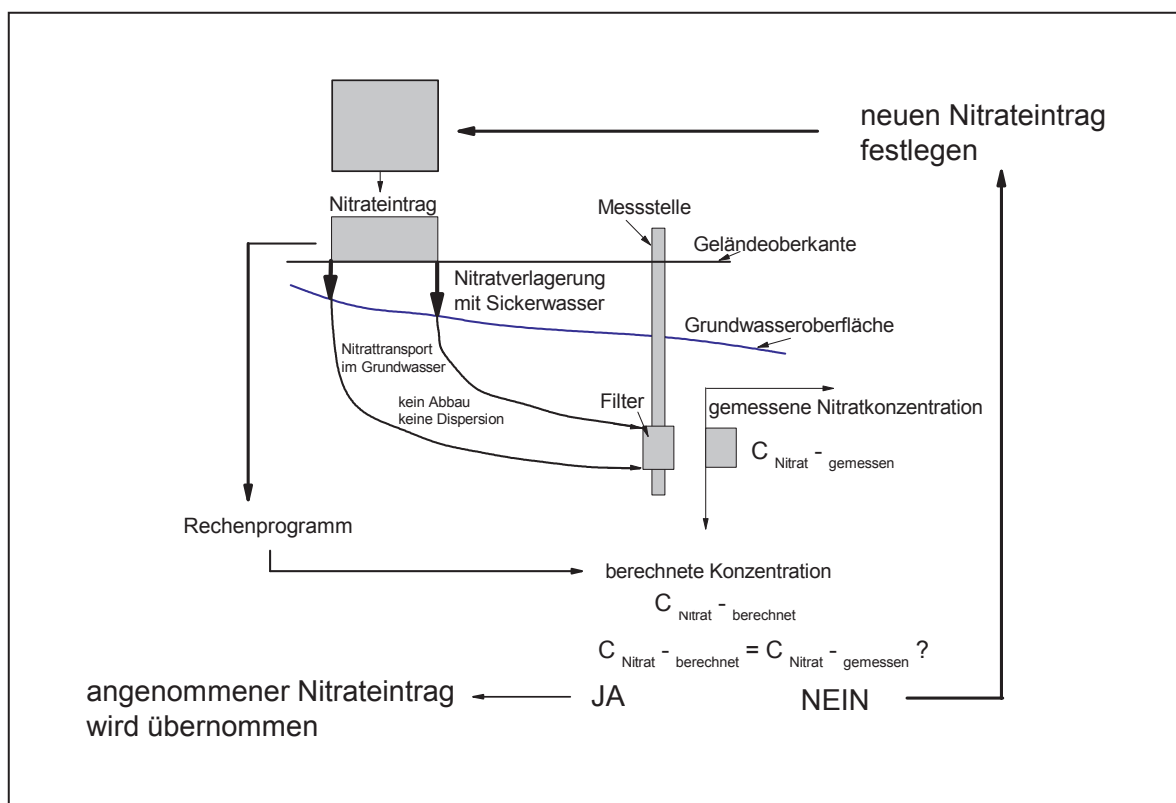 neuen Nitrateintrag
festlegen
Nitrateintrag
Messstelle
Geländeoberkante
Nitratverlagerung
mit Sickerwasser
Grundwasseroberfläche
Nitrattransport
im Grundwasser
kein Abbau
keine Dispersion
Filter
gemessene Nitratkonzentration
C Nitrat - gemessen
Rechenprogramm
berechnete Konzentration
C Nitrat - berechnet
C Nitrat - berechnet = C Nitrat - gemessen ?
angenommener Nitrateintrag
wird übernommen
JA
NEIN